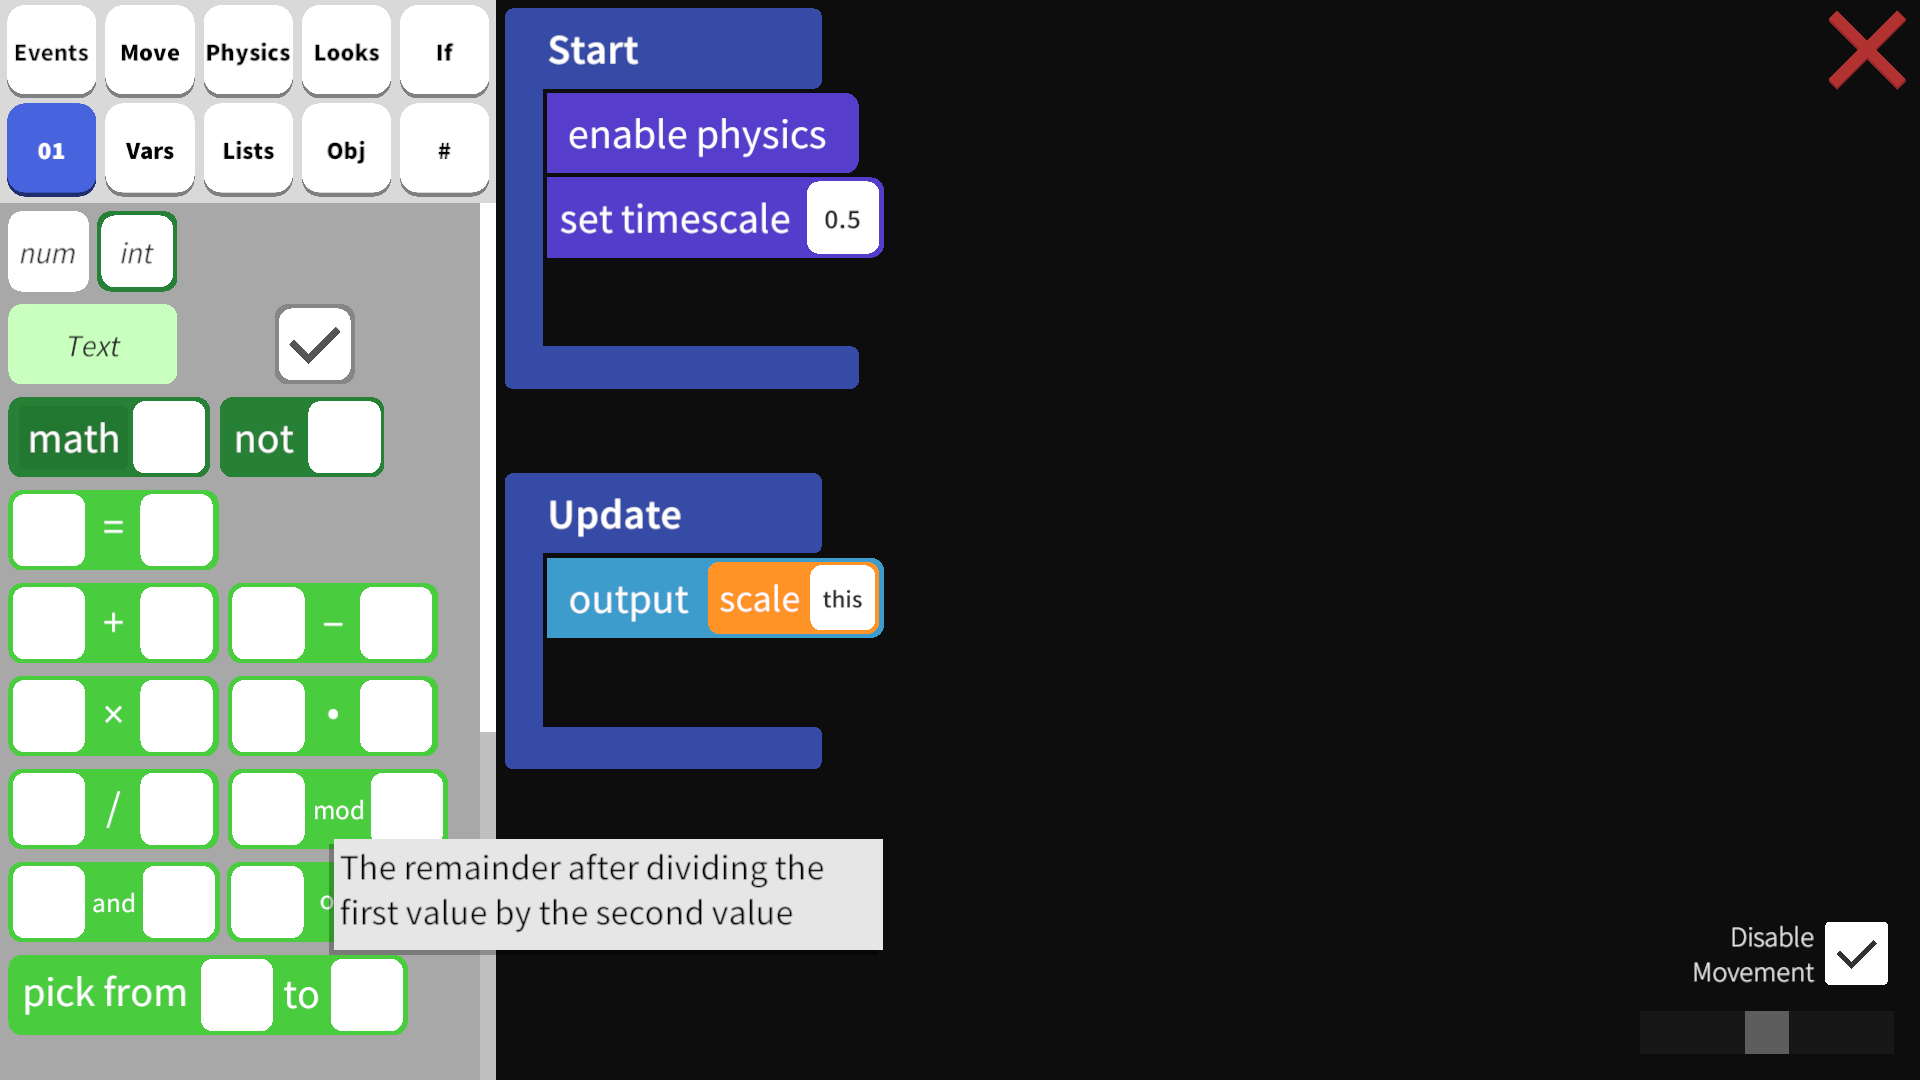 Events Move Physics Looks If
01 Vars Lists Obj #
num int
Text
math not
=
+ −
× •
/ mod
and o
pick from to
The remainder after dividing the
first value by the second value
Start
enable physics
set timescale 0.5
Update
output scale this
Disable
Movement